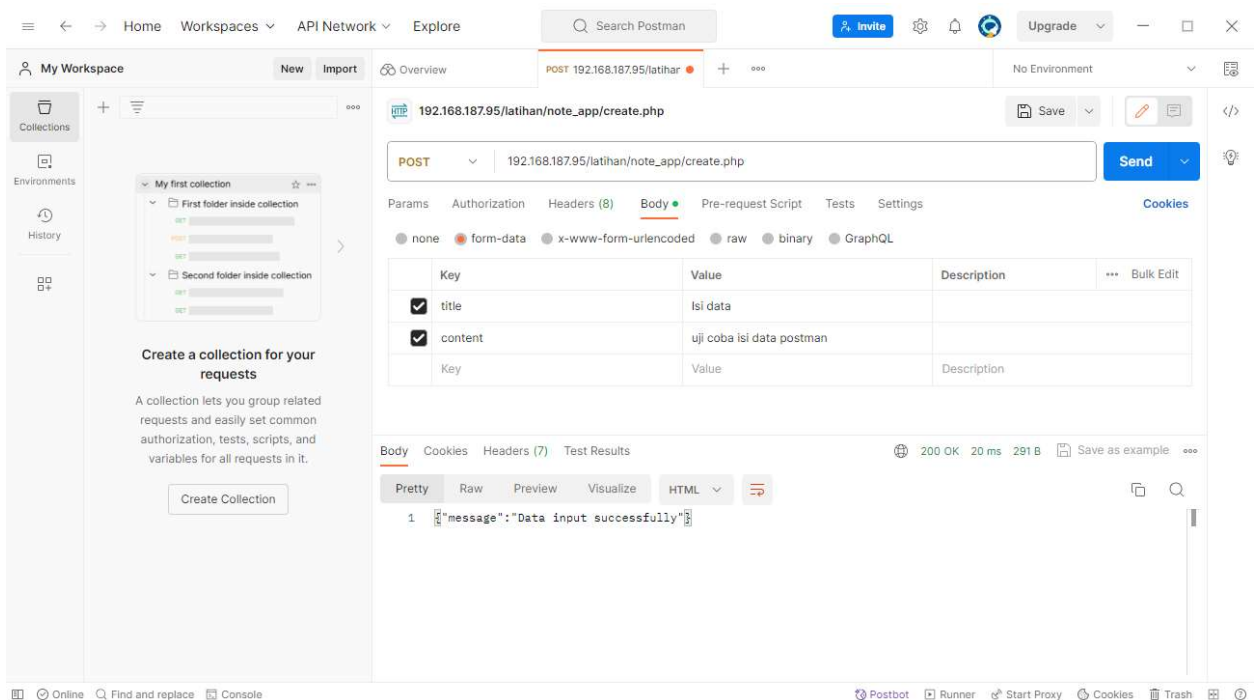 Home Workspaces API Network Explore Search Postman Invite Upgrade
My Workspace New Import Overview POST 192.168.187.95/latihar No Environment
Collections
Environments
History
My first collection
First folder inside collection
GET
POST
GET
Second folder inside collection
GET
GET
Create a collection for your
requests
A collection lets you group related
requests and easily set common
authorization, tests, scripts, and
variables for all requests in it.
Create Collection
HTTP 192.168.187.95/latihan/note_app/create.php Save
POST 192.168.187.95/latihan/note_app/create.php Send
Params Authorization Headers (8) Body Pre-request Script Tests Settings Cookies
none form-data x-www-form-urlencoded raw binary GraphQL
Key Value Description Bulk Edit
title Isi data
content uji coba isi data postman
Key Value Description
Body Cookies Headers (7) Test Results 200 OK 20 ms 291 B Save as example
Pretty Raw Preview Visualize HTML
1 {"message":"Data input successfully"}
Online Find and replace Console Postbot Runner Start Proxy Cookies Trash